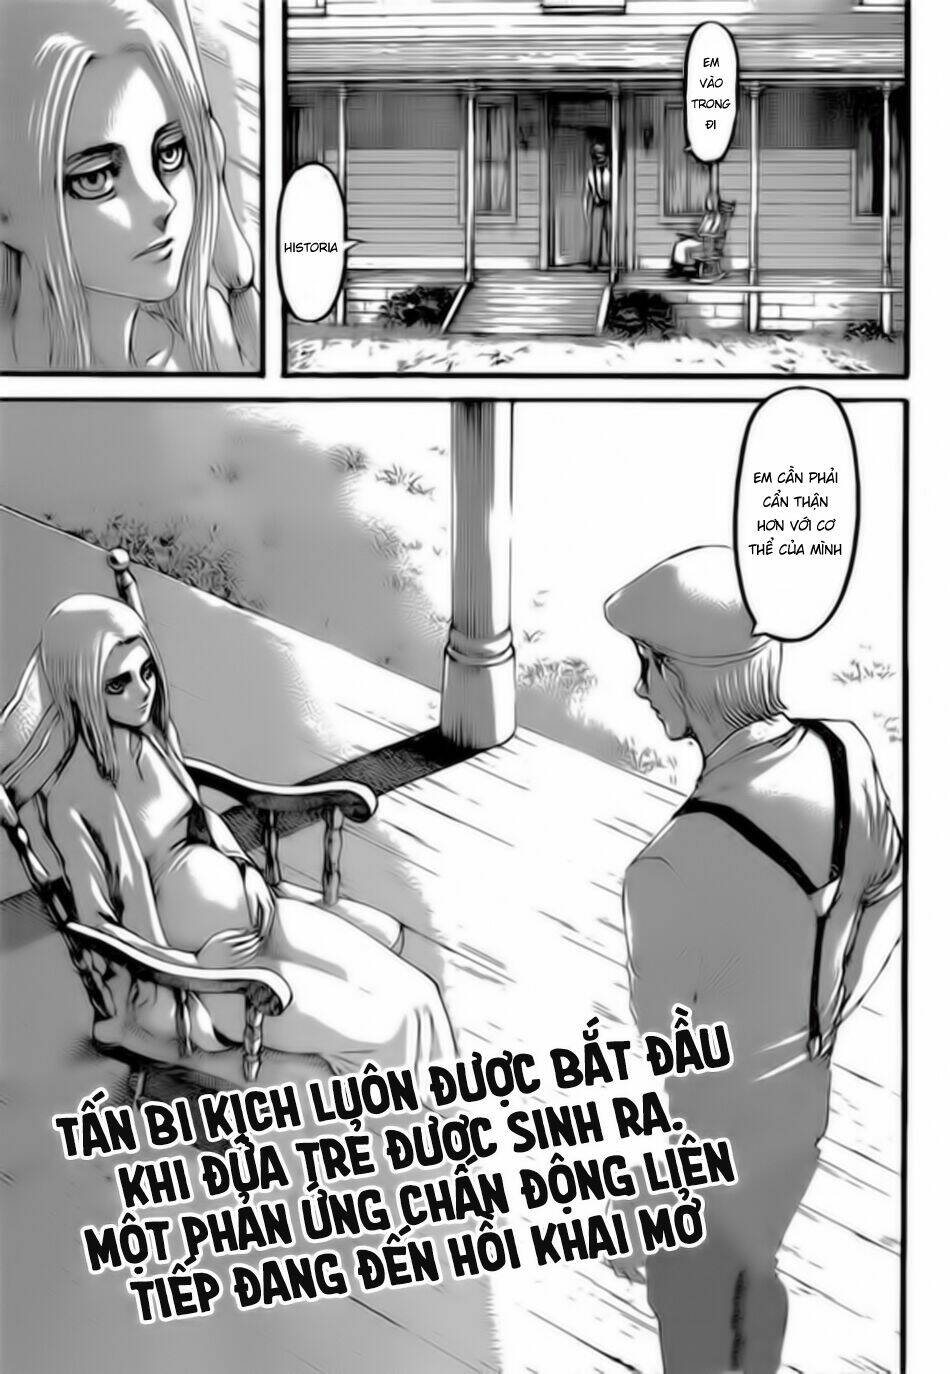 EM
VÀO
TRONG
ĐI
HISTORIA
EM CẦN PHẢI
CẨN THẬN
HƠN VỚI CƠ
THỂ CỦA MÌNH
TẤN BI KỊCH LUÔN ĐƯỢC BẮT ĐẦU
KHI ĐỨA TRẺ ĐƯỢC SINH RA.
MỘT PHẢN ỨNG CHẤN ĐỘNG LIÊN
TIẾP ĐANG ĐẾN HỒI KHAI MỞ